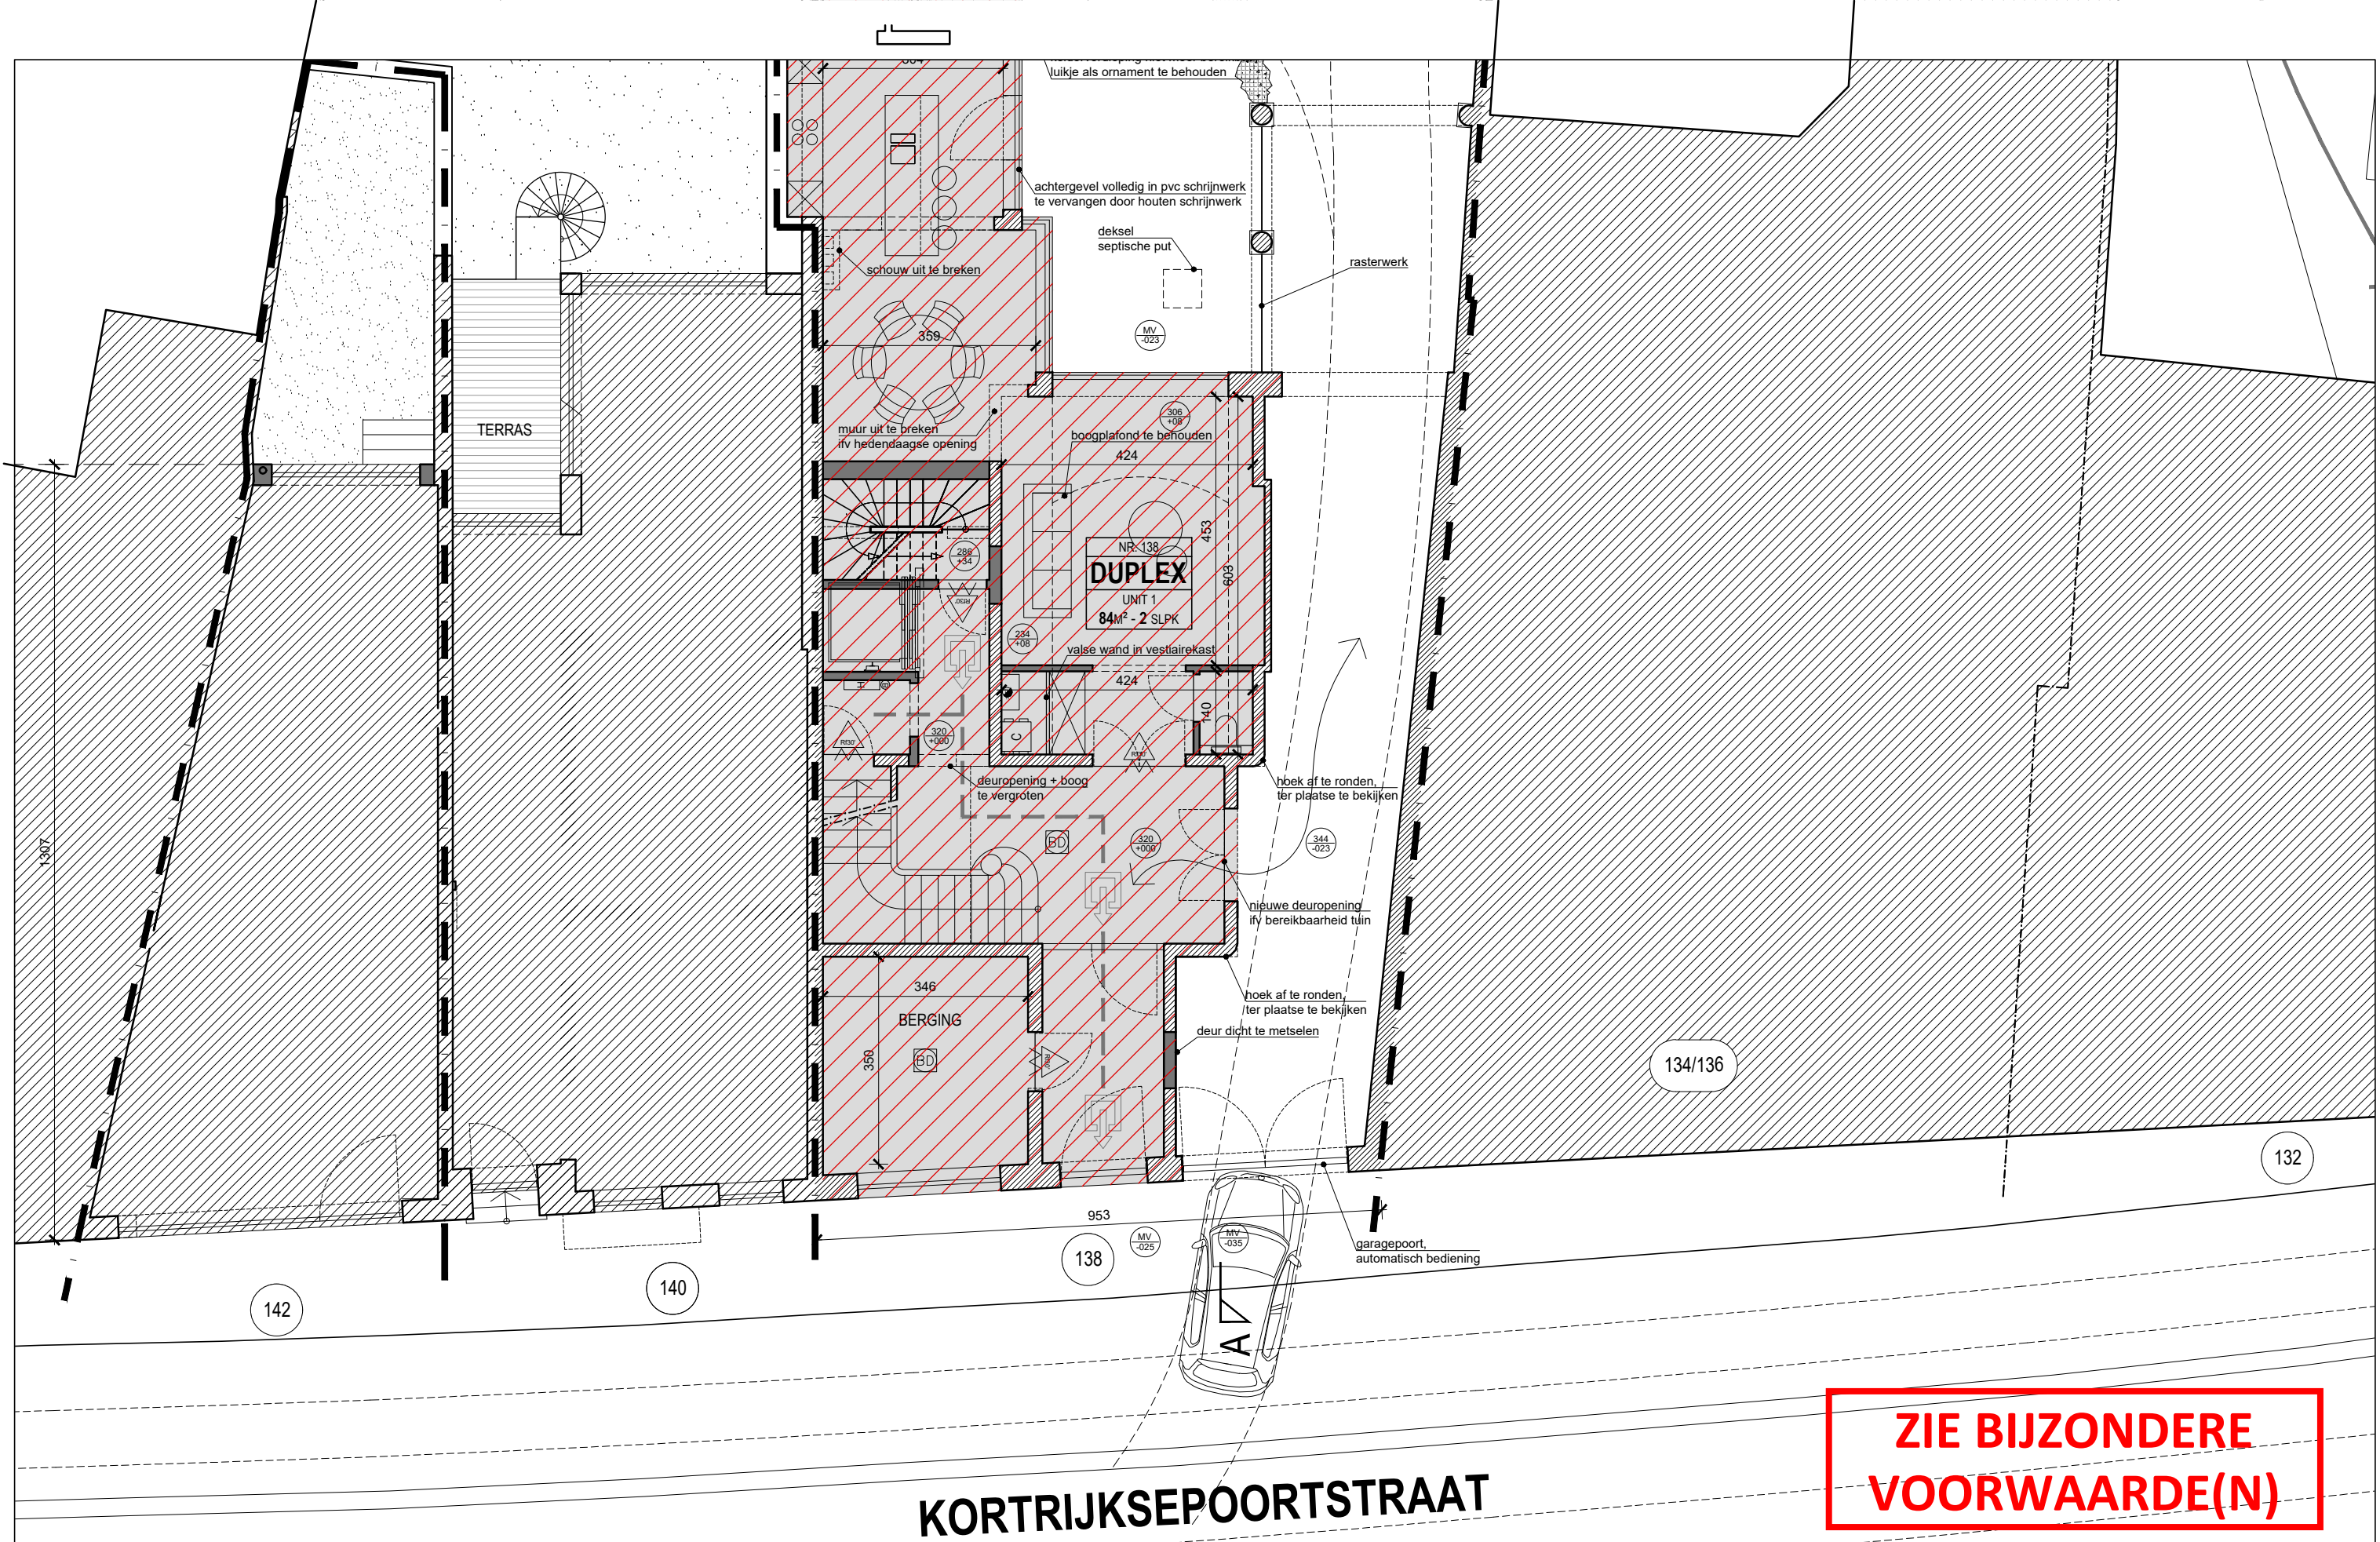 luikje als ornament te behouden
achtergevel volledig in pvc schrijnwerk
te vervangen door houten schrijnwerk
deksel
septische put
schouw uit te breken
rasterwerk
MV
-023
359
TERRAS
muur uit te breken
ifv hedendaagse opening
306
+08
boogplafond te behouden
424
453
603
286
+34
NR. 138
DUPLEX
UNIT 1
84M² - 2 SLPK
Rf30'
234
+08
valse wand in vestiairekast
424
140
H
C
Rf30'
320
+000
Rf30'
deuropening + boog
te vergroten
hoek af te ronden,
ter plaatse te bekijken
1307
BD
320
+000
344
-023
nieuwe deuropening
ifv bereikbaarheid tuin
346
BERGING
hoek af te ronden,
ter plaatse te bekijken
deur dicht te metselen
350
BD
Rf30'
134/136
132
953
138
MV
-025
MV
-035
garagepoort,
automatisch bediening
142
140
A
ZIE BIJZONDERE
VOORWAARDE(N)
KORTRIJKSEPOORTSTRAAT